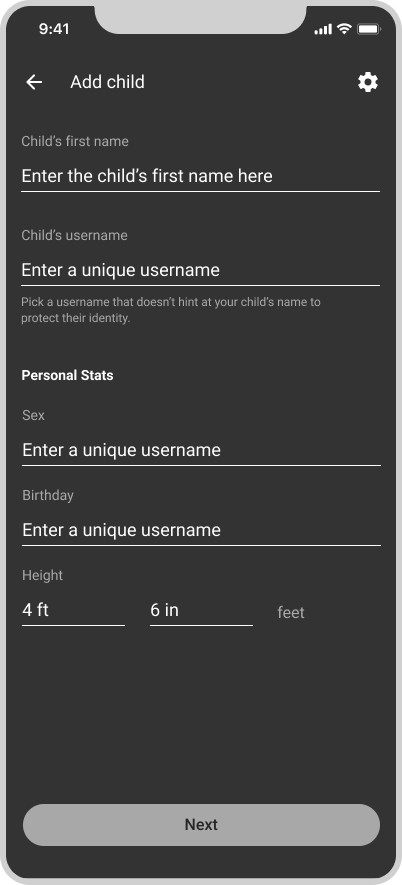 9:41
Add child
Child’s first name
Enter the child’s first name here
Child’s username
Enter a unique username
Pick a username that doesn’t hint at your child’s name to
protect their identity.
Personal Stats
Sex
Enter a unique username
Birthday
Enter a unique username
Height
4 ft 6 in feet
Next